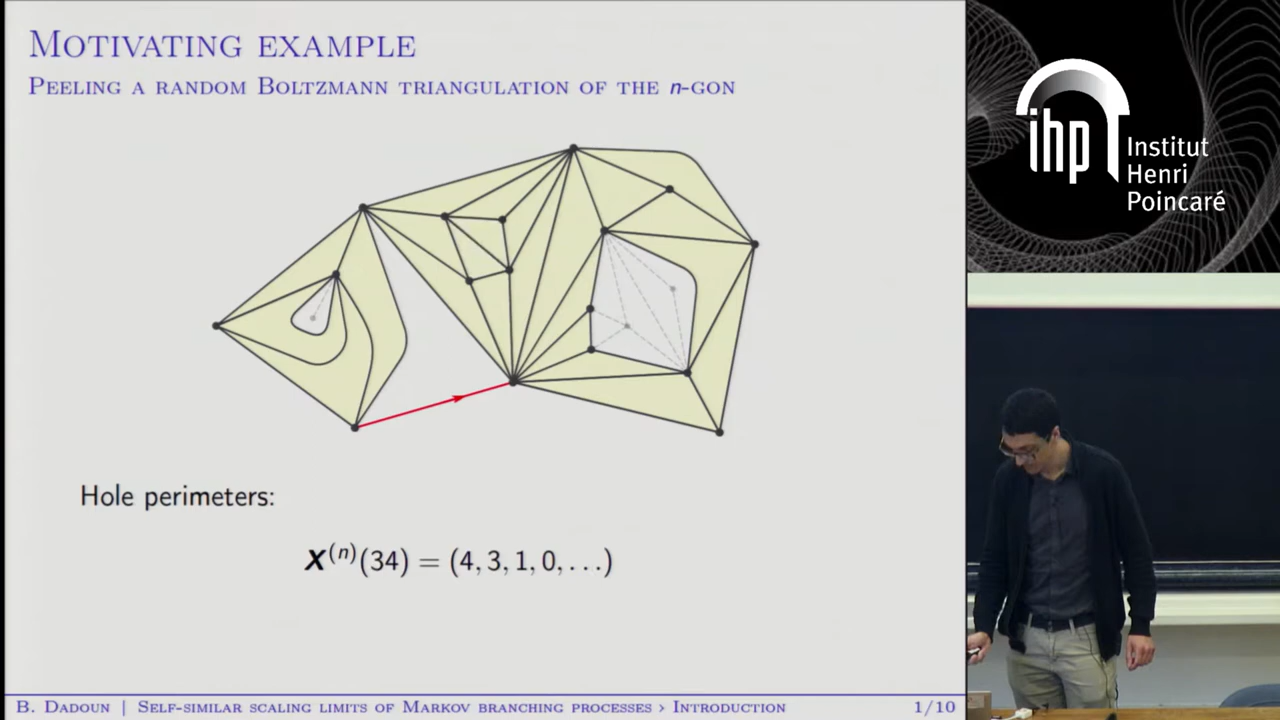 MOTIVATING EXAMPLE
PEELING A RANDOM BOLTZMANN TRIANGULATION OF THE n-GON
Hole perimeters:
X⁽ⁿ⁾(34) = (4, 3, 1, 0, . . .)
B. DADOUN | SELF-SIMILAR SCALING LIMITS OF MARKOV BRANCHING PROCESSES › INTRODUCTION 1/10
ihp Institut
Henri
Poincaré